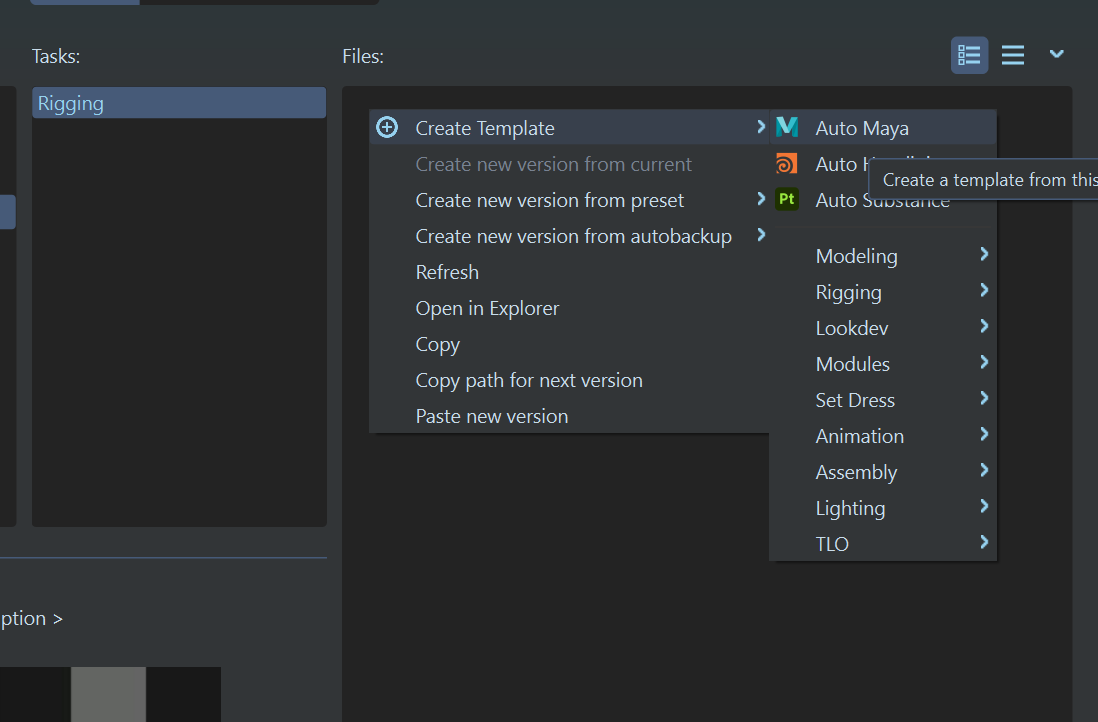 Tasks:
Files:
Rigging
Create Template
Create new version from current
Create new version from preset
Create new version from autobackup
Refresh
Open in Explorer
Copy
Copy path for next version
Paste new version
Auto Maya
Auto
Create a template from this
Pt
Auto Substance
Modeling
Rigging
Lookdev
Modules
Set Dress
Animation
Assembly
Lighting
TLO
ption >